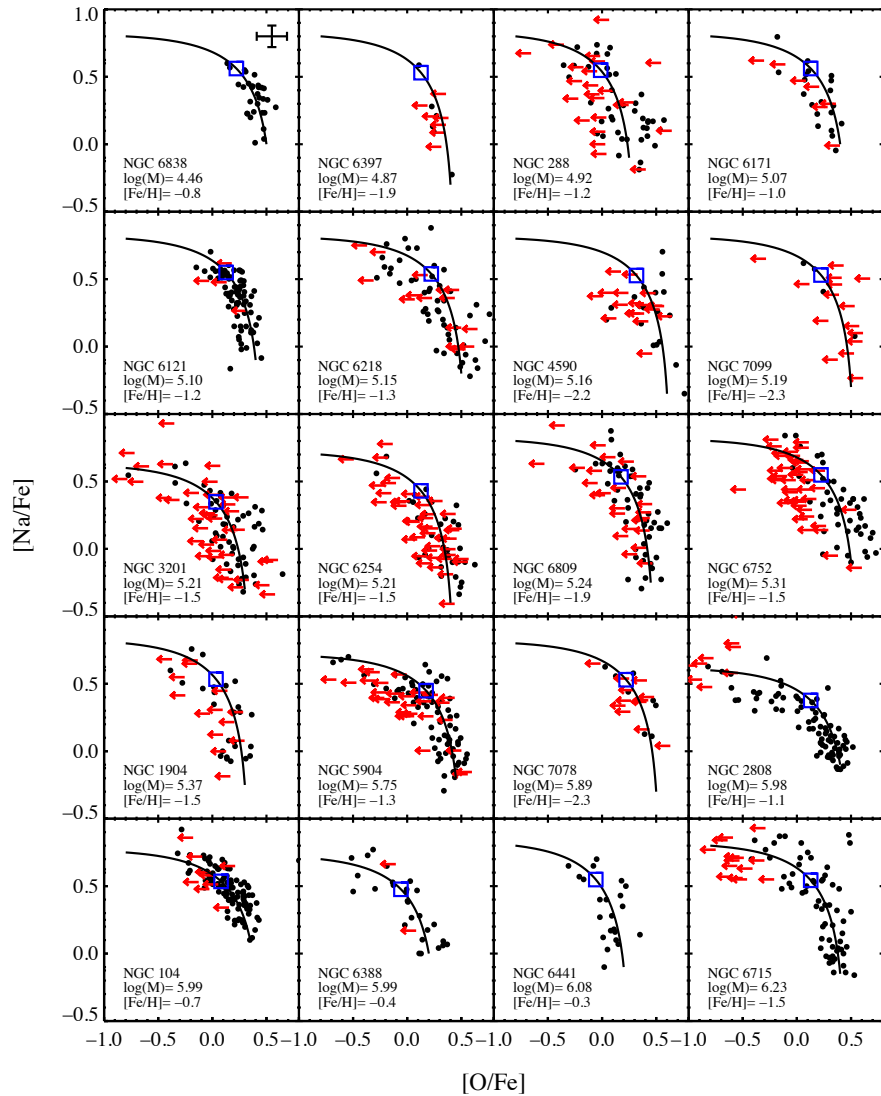 1.0
0.5
0.0
−0.5
NGC 6838
log(M)= 4.46
[Fe/H]= −0.8
NGC 6397
log(M)= 4.87
[Fe/H]= −1.9
NGC 288
log(M)= 4.92
[Fe/H]= −1.2
NGC 6171
log(M)= 5.07
[Fe/H]= −1.0
0.5
0.0
−0.5
NGC 6121
log(M)= 5.10
[Fe/H]= −1.2
NGC 6218
log(M)= 5.15
[Fe/H]= −1.3
NGC 4590
log(M)= 5.16
[Fe/H]= −2.2
NGC 7099
log(M)= 5.19
[Fe/H]= −2.3
[Na/Fe]
0.5
0.0
−0.5
NGC 3201
log(M)= 5.21
[Fe/H]= −1.5
NGC 6254
log(M)= 5.21
[Fe/H]= −1.5
NGC 6809
log(M)= 5.24
[Fe/H]= −1.9
NGC 6752
log(M)= 5.31
[Fe/H]= −1.5
0.5
0.0
−0.5
NGC 1904
log(M)= 5.37
[Fe/H]= −1.5
NGC 5904
log(M)= 5.75
[Fe/H]= −1.3
NGC 7078
log(M)= 5.89
[Fe/H]= −2.3
NGC 2808
log(M)= 5.98
[Fe/H]= −1.1
0.5
0.0
−0.5
NGC 104
log(M)= 5.99
[Fe/H]= −0.7
NGC 6388
log(M)= 5.99
[Fe/H]= −0.4
NGC 6441
log(M)= 6.08
[Fe/H]= −0.3
NGC 6715
log(M)= 6.23
[Fe/H]= −1.5
−1.0 −0.5 0.0 0.5 −1.0 −0.5 0.0 0.5 −1.0 −0.5 0.0 0.5 −1.0 −0.5 0.0 0.5
[O/Fe]